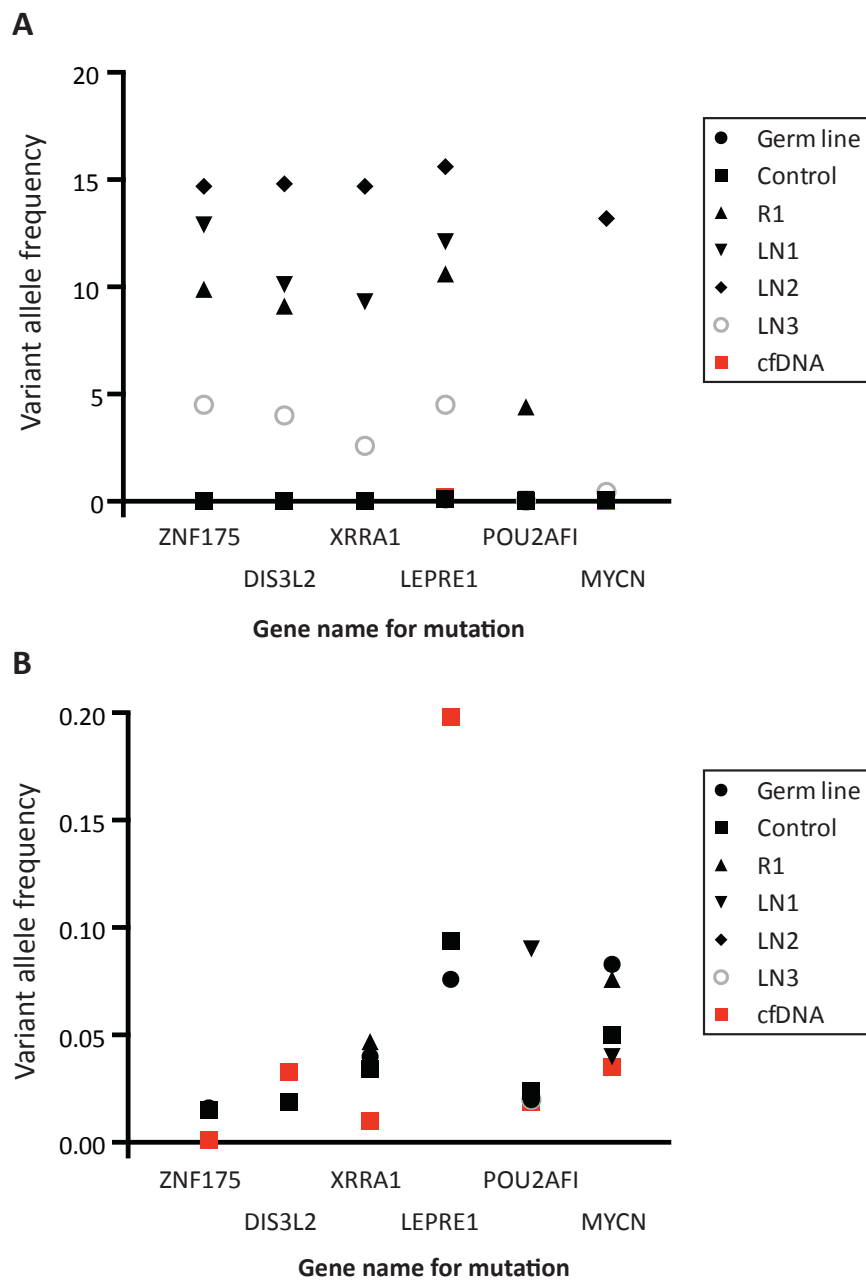 A
Variant allele frequency
20
15
10
5
0
ZNF175
XRRA1
POU2AFI
DIS3L2
LEPRE1
MYCN
Gene name for mutation
Germ line
Control
R1
LN1
LN2
LN3
cfDNA
B
Variant allele frequency
0.20
0.15
0.10
0.05
0.00
ZNF175
XRRA1
POU2AFI
DIS3L2
LEPRE1
MYCN
Gene name for mutation
Germ line
Control
R1
LN1
LN2
LN3
cfDNA